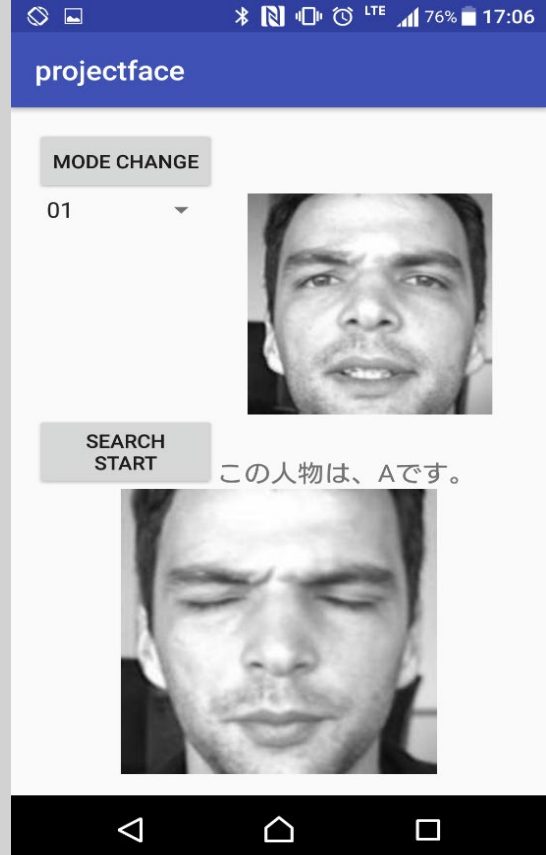 LTE 76% 17:06
projectface
MODE CHANGE
01
SEARCH
START
この人物は、Aです。